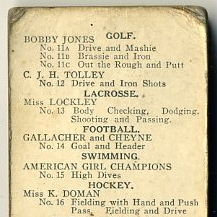 GOLF.
BOBBY JONES
No. 11A Drive and Mashie
No. 11B Brassie and Iron
No. 11C Out the Rough and Putt
C. J. H. TOLLEY
No. 12 Drive and Iron Shots
LACROSSE.
Miss LOCKLEY
No. 13 Body Checking, Dodging,
Shooting and Passing.
FOOTBALL.
GALLACHER and CHEYNE
No. 14 Goal and Header
SWIMMING.
AMERICAN GIRL CHAMPIONS
No. 15 High Dives
HOCKEY.
Miss K. DOMAN
No. 16 Fielding with Hand and Push
Pass, Fielding and Drive